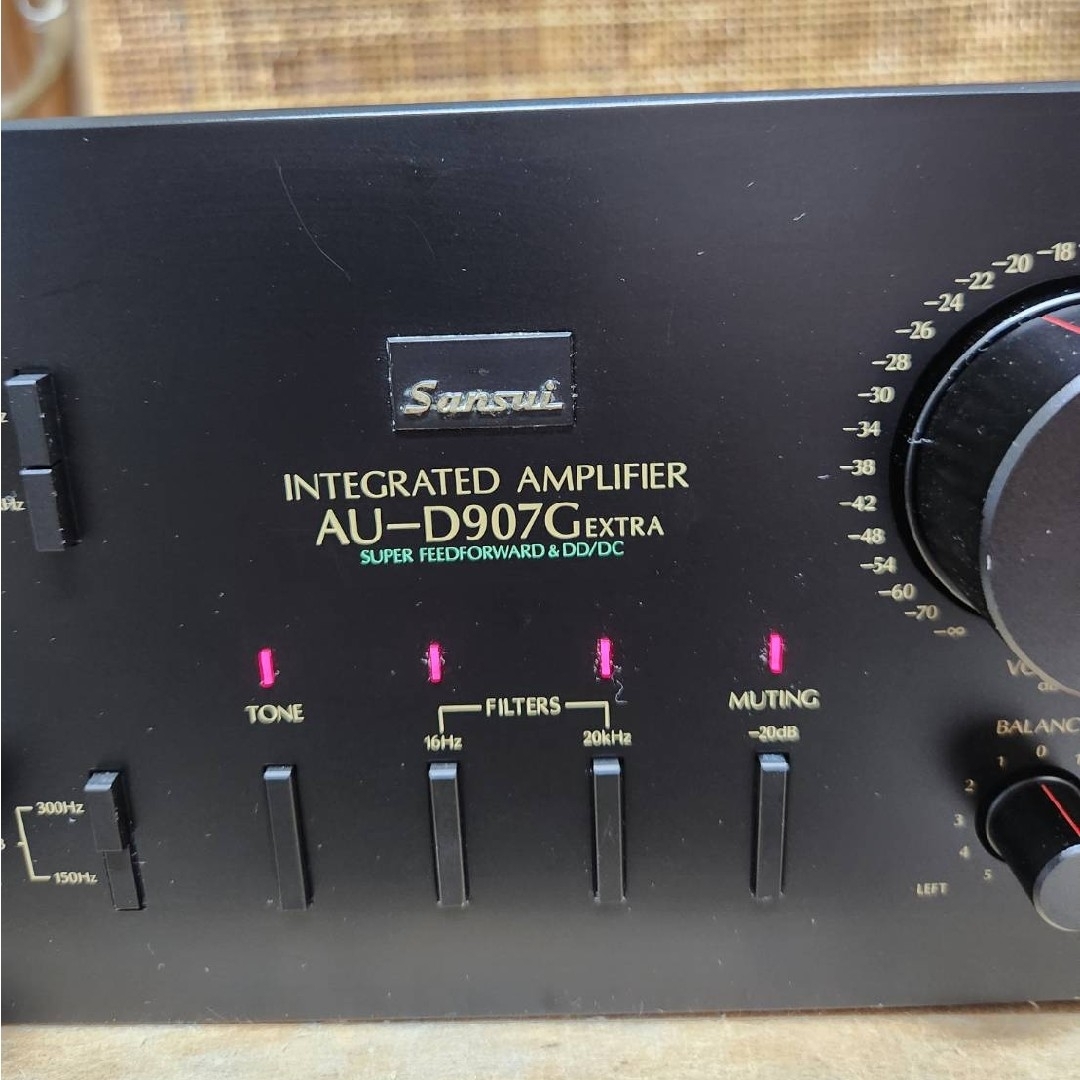 Sansui
INTEGRATED AMPLIFIER
AU-D907G EXTRA
SUPER FEEDFORWARD & DD/DC
TONE
FILTERS
16Hz
20kHz
MUTING
-20dB
300Hz
150Hz
-18
-20
-22
-24
-26
-28
-30
-34
-38
-42
-48
-54
-60
-70
-∞
BALANC
0
1
1
2
3
4
5
LEFT